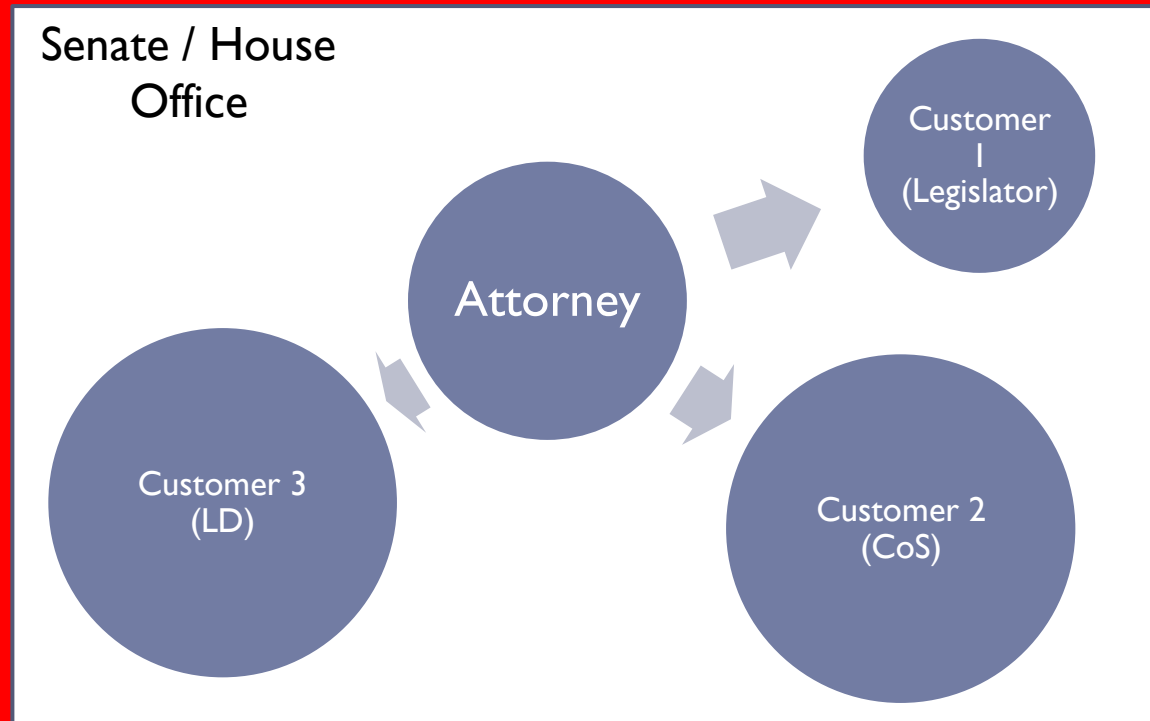 Senate / House
Office
Customer
1
(Legislator)
Attorney
Customer 3
(LD)
Customer 2
(CoS)